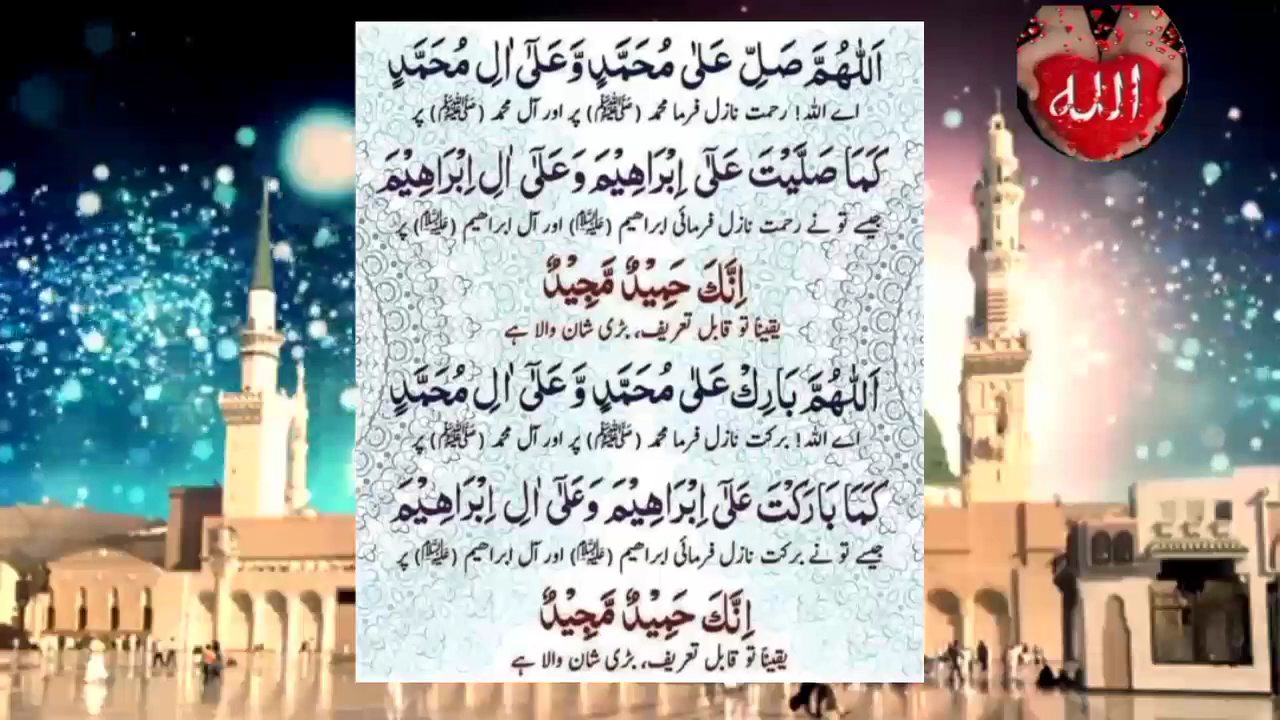 الله
اَللّٰهُمَّ صَلِّ عَلٰى مُحَمَّدٍ وَّعَلٰٓى اٰلِ مُحَمَّدٍ
اے اللہ! رحمت نازل فرما محمد (ﷺ) پر اور آل محمد (ﷺ) پر
كَمَا صَلَّيْتَ عَلٰٓى اِبْرَاهِيْمَ وَعَلٰٓى اٰلِ اِبْرَاهِيْمَ
جیسے تو نے رحمت نازل فرمائی ابراھیم (علیہ السلام) اور آل ابراھیم (علیہ السلام) پر
اِنَّكَ حَمِيْدٌ مَّجِيْدٌ
یقیناً تو قابل تعریف، بڑی شان والا ہے
اَللّٰهُمَّ بَارِكْ عَلٰى مُحَمَّدٍ وَّ عَلٰٓى اٰلِ مُحَمَّدٍ
اے اللہ! برکت نازل فرما محمد (ﷺ) پر اور آل محمد (ﷺ) پر
كَمَا بَارَكْتَ عَلٰٓى اِبْرَاهِيْمَ وَعَلٰٓى اٰلِ اِبْرَاهِيْمَ
جیسے تو نے برکت نازل فرمائی ابراھیم (علیہ السلام) اور آل ابراھیم (علیہ السلام) پر
اِنَّكَ حَمِيْدٌ مَّجِيْدٌ
یقیناً تو قابل تعریف، بڑی شان والا ہے